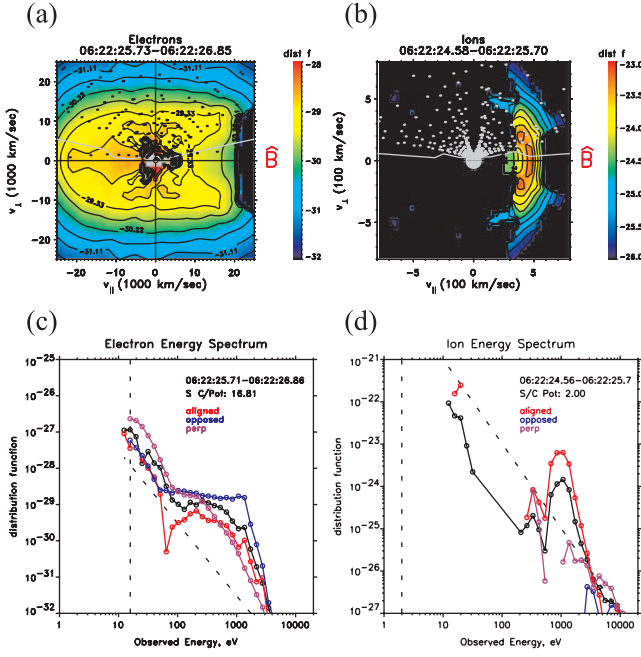 (a)
(b)
Electrons
06:22:25.73-06:22:26.85
Ions
06:22:24.58-06:22:25.70
dist f
dist f
-31.11
-30.22
-29.33
-29.33
-30.22
-31.11
-31.11
20
10
0
-10
-20
v⊥ (1000 km/sec)
-20 -10 0 10 20
v|| (1000 km/sec)
-28
-29
-30
-31
-32
B
5
0
-5
v⊥ (100 km/sec)
-5 0 5
v|| (100 km/sec)
-23.0
-23.5
-24.0
-24.5
-25.0
-25.5
-26.0
B
(c)
(d)
Electron Energy Spectrum
06:22:25.71-06:22:26.86
S C/Pot: 16.81
aligned
opposed
perp
10-25
10-26
10-27
10-28
10-29
10-30
10-31
10-32
distribution function
1 10 100 1000 10000
Observed Energy, eV
Ion Energy Spectrum
06:22:24.56-06:22:25.7
S/C Pot: 2.00
aligned
opposed
perp
10-21
10-22
10-23
10-24
10-25
10-26
10-27
distribution function
1 10 100 1000 10000
Observed Energy, eV